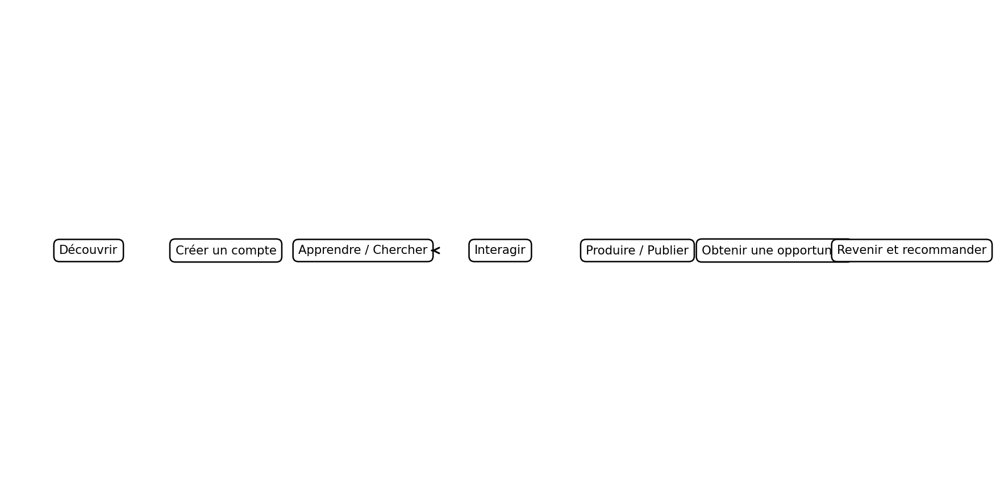 Découvrir
Créer un compte
Apprendre / Chercher
Interagir
Produire / Publier
Obtenir une opportun
Revenir et recommander